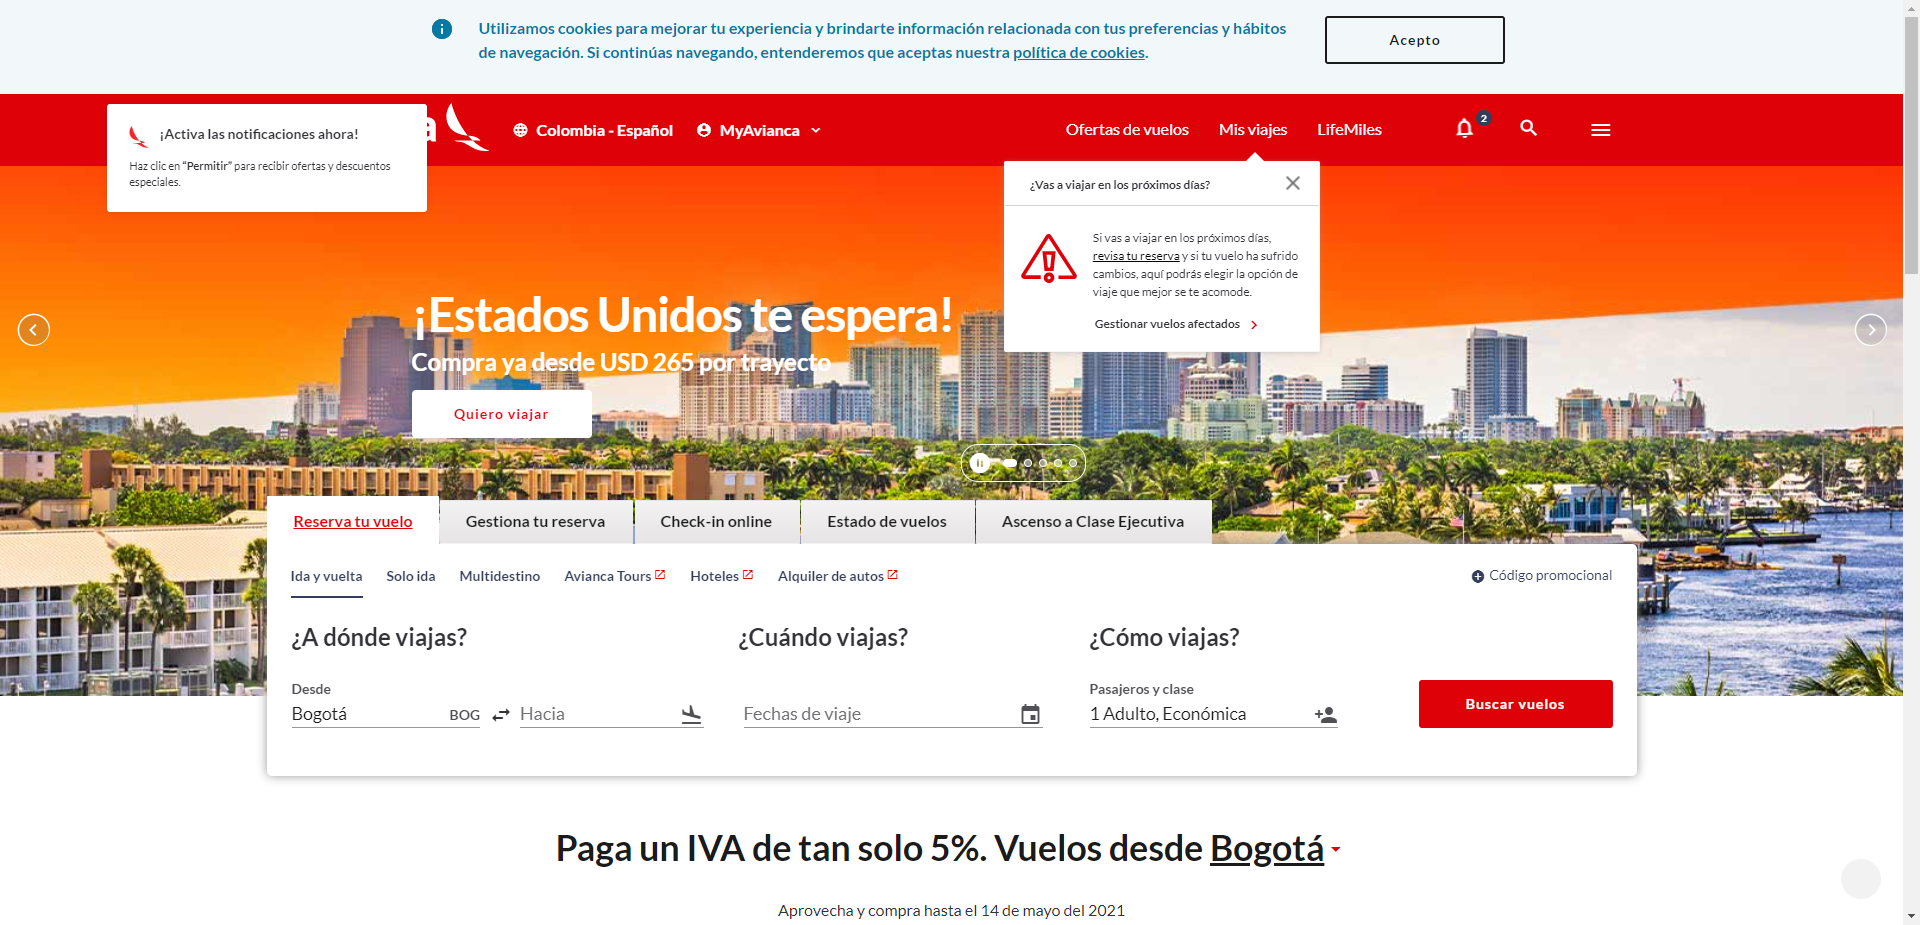 Utilizamos cookies para mejorar tu experiencia y brindarte información relacionada con tus preferencias y hábitos
de navegación. Si continúas navegando, entenderemos que aceptas nuestra política de cookies.
Acepto
¡Activa las notificaciones ahora!
Haz clic en “Permitir” para recibir ofertas y descuentos
especiales.
a
Colombia - Español
MyAvianca
Ofertas de vuelos
Mis viajes
LifeMiles
2
¿Vas a viajar en los próximos días?
Si vas a viajar en los próximos días,
revisa tu reserva y si tu vuelo ha sufrido
cambios, aquí podrás elegir la opción de
viaje que mejor se te acomode.
Gestionar vuelos afectados
¡Estados Unidos te espera!
Compra ya desde USD 265 por trayecto
Quiero viajar
Reserva tu vuelo
Gestiona tu reserva
Check-in online
Estado de vuelos
Ascenso a Clase Ejecutiva
Ida y vuelta
Solo ida
Multidestino
Avianca Tours
Hoteles
Alquiler de autos
Código promocional
¿A dónde viajas?
¿Cuándo viajas?
¿Cómo viajas?
Desde
Bogotá
BOG
Hacia
Fechas de viaje
Pasajeros y clase
1 Adulto, Económica
Buscar vuelos
Paga un IVA de tan solo 5%. Vuelos desde Bogotá
Aprovecha y compra hasta el 14 de mayo del 2021